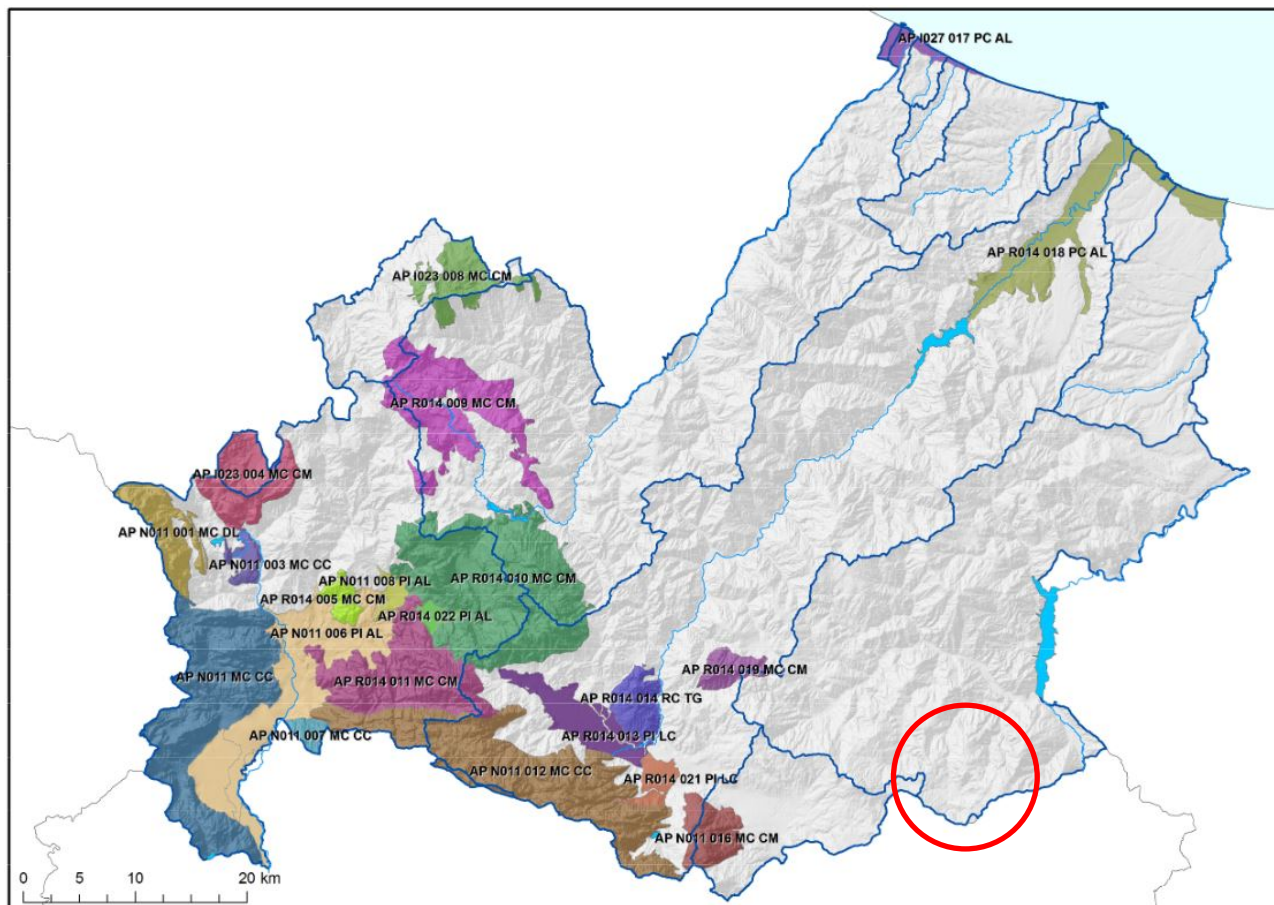 AP I027 017 PC AL
AP R014 018 PC AL
AP I023 008 MC CM
AP R014 009 MC CM
AP I023 004 MC CM
AP N011 001 MC DL
AP N011 003 MC CC
AP N011 008 PI AL
AP R014 010 MC CM
AP R014 005 MC CM
AP R014 022 PI AL
AP N011 006 PI AL
AP R014 019 MC CM
AP N011 MC CC
AP R014 011 MC CM
AP R014 014 RC TG
AP N011 007 MC CC
AP R014 013 PI LC
AP N011 012 MC CC
AP R014 021 PI LC
AP N011 016 MC CM
0 5 10 20 km